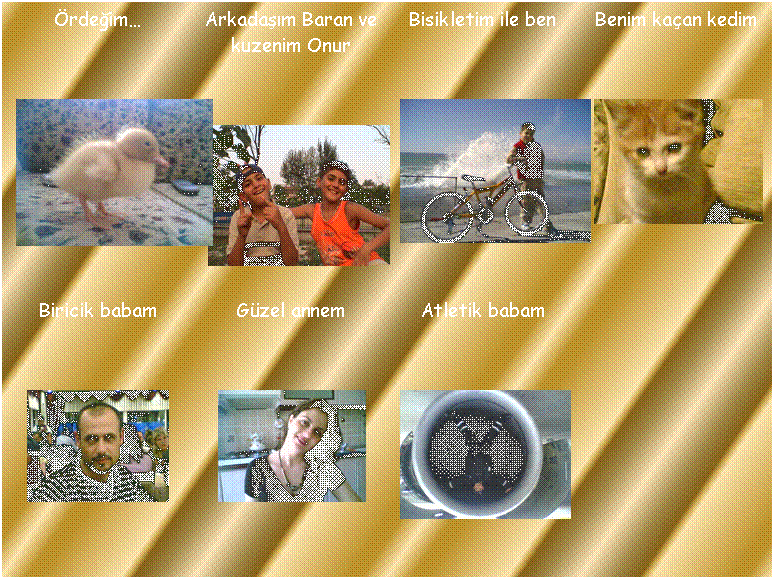 Ördeğim...
Arkadaşım Baran ve
kuzenim Onur
Bisikletim ile ben
Benim kaçan kedim
Biricik babam
Güzel annem
Atletik babam